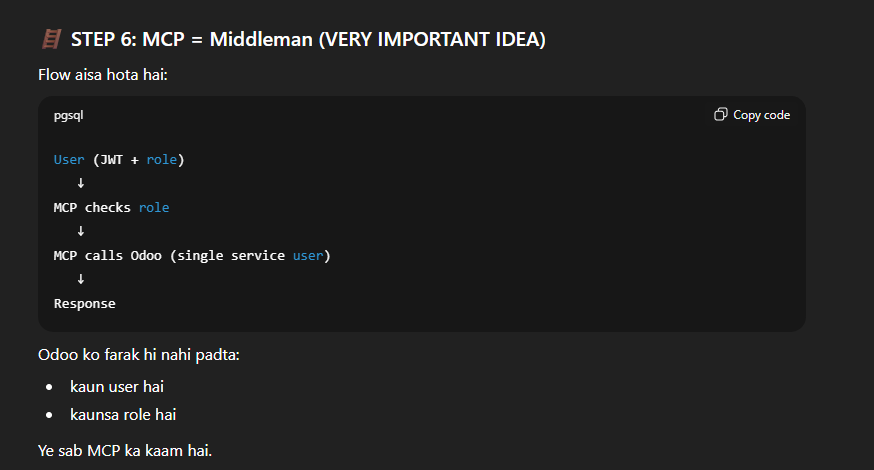 🪜 STEP 6: MCP = Middleman (VERY IMPORTANT IDEA)
Flow aisa hota hai:
pgsql
Copy code
User (JWT + role)
↓
MCP checks role
↓
MCP calls Odoo (single service user)
↓
Response
Odoo ko farak hi nahi padta:
• kaun user hai
• kaunsa role hai
Ye sab MCP ka kaam hai.